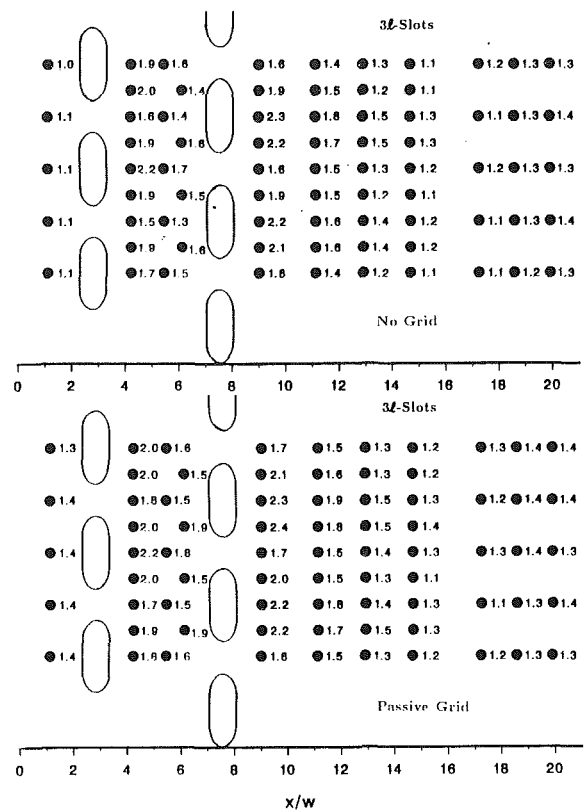 3ℓ-Slots
1.0 1.9 1.6 1.6 1.4 1.3 1.1 1.2 1.3 1.3
2.0 1.4 1.9 1.5 1.2 1.1
1.1 1.6 1.4 2.3 1.8 1.5 1.3 1.1 1.3 1.4
1.9 1.6 2.2 1.7 1.5 1.3
1.1 2.2 1.7 1.6 1.5 1.3 1.2 1.2 1.3 1.3
1.9 1.5 1.9 1.5 1.2 1.1
1.1 1.5 1.3 2.2 1.6 1.4 1.2 1.1 1.3 1.4
1.9 1.6 2.1 1.6 1.4 1.2
1.1 1.7 1.5 1.6 1.4 1.2 1.1 1.1 1.2 1.3
No Grid
0 2 4 6 8 10 12 14 16 18 20
3ℓ-Slots
1.3 2.0 1.6 1.7 1.5 1.3 1.2 1.3 1.4 1.4
2.0 1.5 2.1 1.6 1.3 1.2
1.4 1.8 1.5 2.3 1.9 1.5 1.3 1.2 1.4 1.4
2.0 1.9 2.4 1.8 1.5 1.4
1.4 2.2 1.8 1.7 1.5 1.4 1.3 1.3 1.4 1.3
2.0 1.5 2.0 1.5 1.3 1.1
1.4 1.7 1.5 2.2 1.8 1.4 1.3 1.1 1.3 1.4
1.9 1.9 2.2 1.7 1.5 1.3
1.4 1.8 1.6 1.6 1.5 1.3 1.2 1.2 1.3 1.3
Passive Grid
0 2 4 6 8 10 12 14 16 18 20
x/w